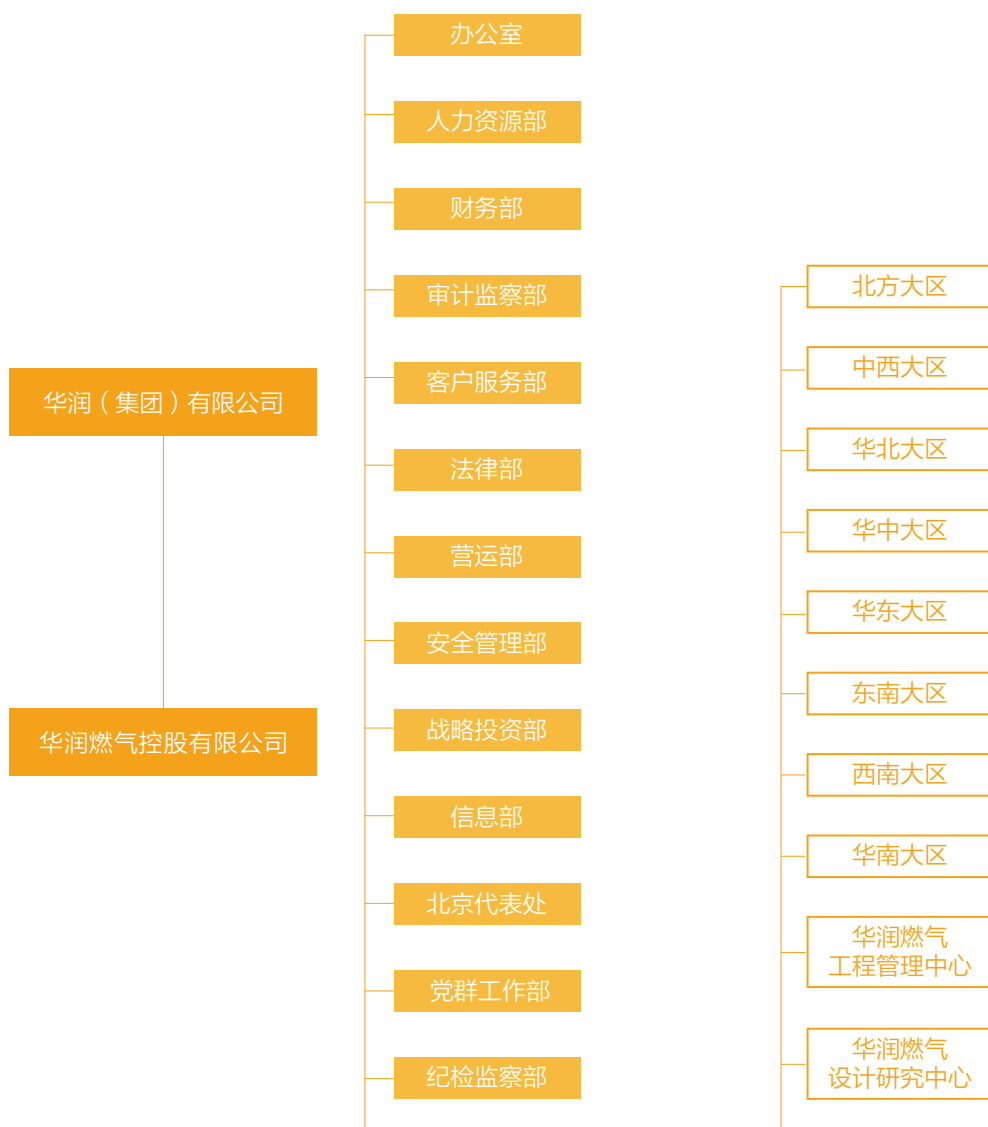 华润（集团）有限公司
华润燃气控股有限公司
办公室
人力资源部
财务部
审计监察部
客户服务部
法律部
营运部
安全管理部
战略投资部
信息部
北京代表处
党群工作部
纪检监察部
北方大区
中西大区
华北大区
华中大区
华东大区
东南大区
西南大区
华南大区
华润燃气
工程管理中心
华润燃气
设计研究中心